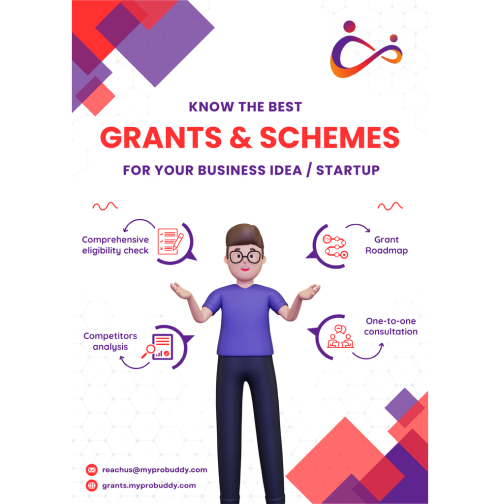 KNOW THE BEST
GRANTS & SCHEMES
FOR YOUR BUSINESS IDEA / STARTUP
Comprehensive
eligibility check
Grant
Roadmap
Competitors
analysis
One-to-one
consultation
reachus@myprobuddy.com
grants.myprobuddy.com